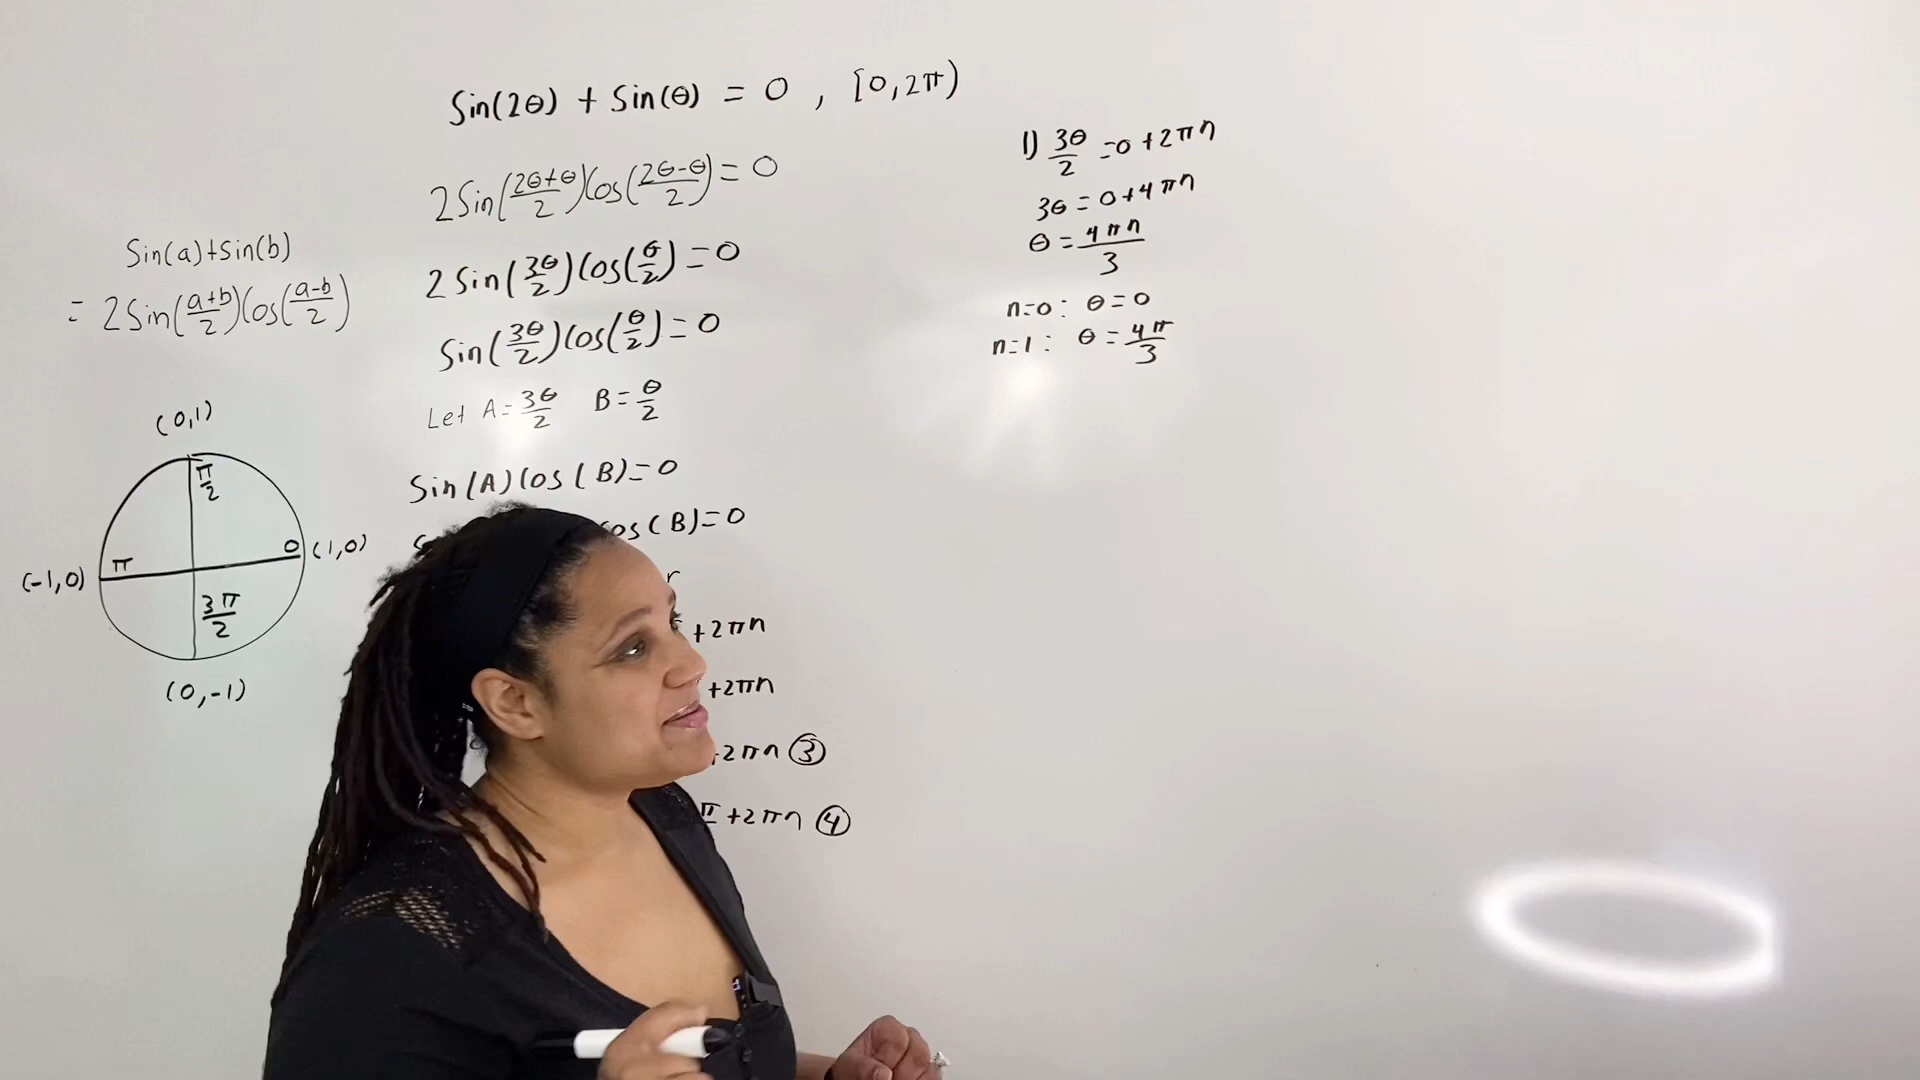 Sin(2θ) + Sin(θ) = 0 , [0,2π)
2Sin((2θ+θ)/2)Cos((2θ-θ)/2) = 0
2Sin(3θ/2)Cos(θ/2) = 0
Sin(3θ/2)Cos(θ/2) = 0
Let A = 3θ/2 B = θ/2
Sin(A)Cos(B) = 0
Cos(B) = 0
+2πn
+2πn
2πn ③
π +2πn ④
Sin(a)+Sin(b)
= 2Sin((a+b)/2)Cos((a-b)/2)
(0,1)
π/2
0 (1,0)
(-1,0) π
3π/2
(0,-1)
1) 3θ/2 = 0+2πn
3θ = 0+4πn
θ = 4πn/3
n=0: θ = 0
n=1: θ = 4π/3